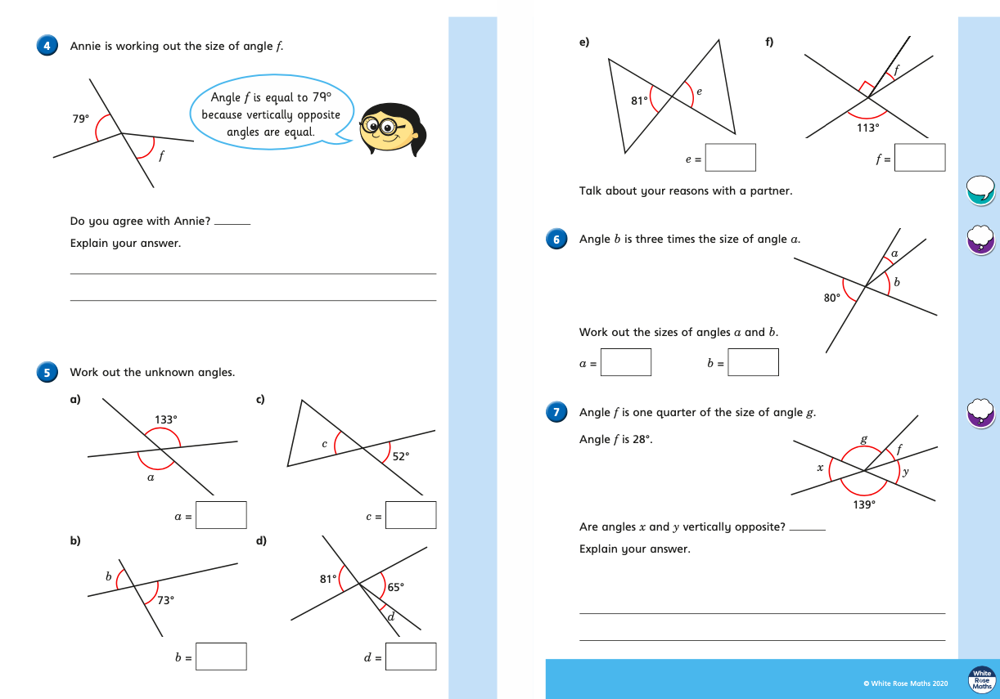 4 Annie is working out the size of angle f.
79°
f
Angle f is equal to 79°
because vertically opposite
angles are equal.
Do you agree with Annie? ______
Explain your answer.
5 Work out the unknown angles.
a)
133°
a
a =
c)
c
52°
c =
b)
b
73°
b =
d)
81°
65°
d
d =
e)
81°
e
e =
f)
f
113°
f =
Talk about your reasons with a partner.
6 Angle b is three times the size of angle a.
a
b
80°
Work out the sizes of angles a and b.
a =
b =
7 Angle f is one quarter of the size of angle g.
Angle f is 28°.
g
f
x
y
139°
Are angles x and y vertically opposite? ______
Explain your answer.
© White Rose Maths 2020
White
Rose
Maths